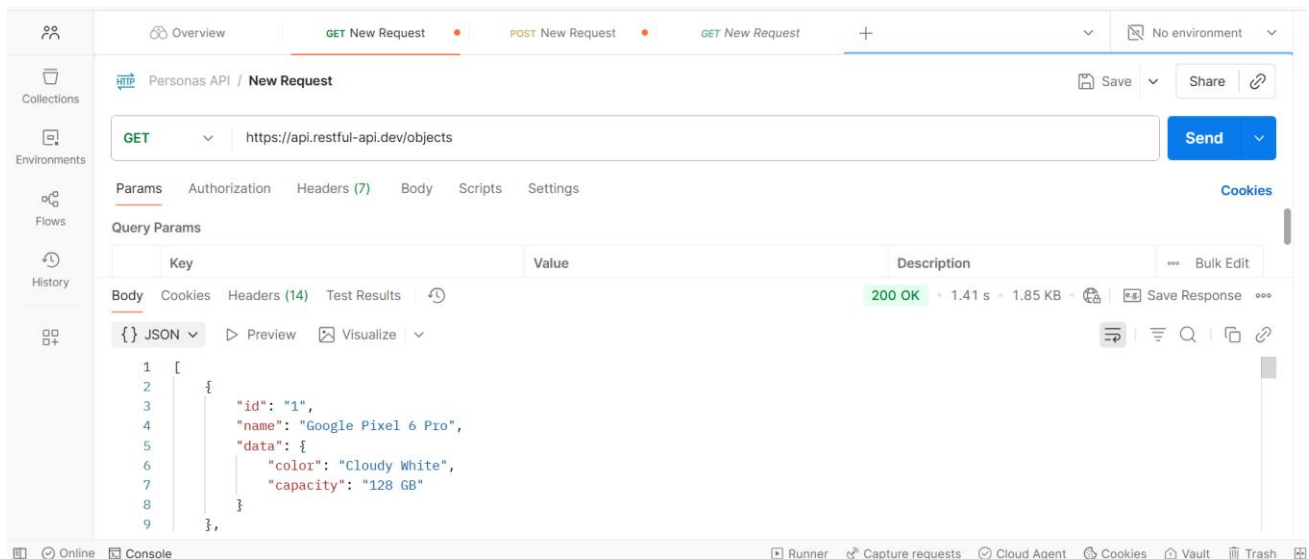 Overview
GET New Request
POST New Request
GET New Request
No environment
Collections
Environments
Flows
History
HTTP Personas API / New Request
Save
Share
GET https://api.restful-api.dev/objects
Send
Params Authorization Headers (7) Body Scripts Settings
Cookies
Query Params
Key Value Description Bulk Edit
Body Cookies Headers (14) Test Results
200 OK 1.41 s 1.85 KB e.g. Save Response
{} JSON Preview Visualize
1 [
2 {
3 "id": "1",
4 "name": "Google Pixel 6 Pro",
5 "data": {
6 "color": "Cloudy White",
7 "capacity": "128 GB"
8 }
9 },
Online Console Runner Capture requests Cloud Agent Cookies Vault Trash